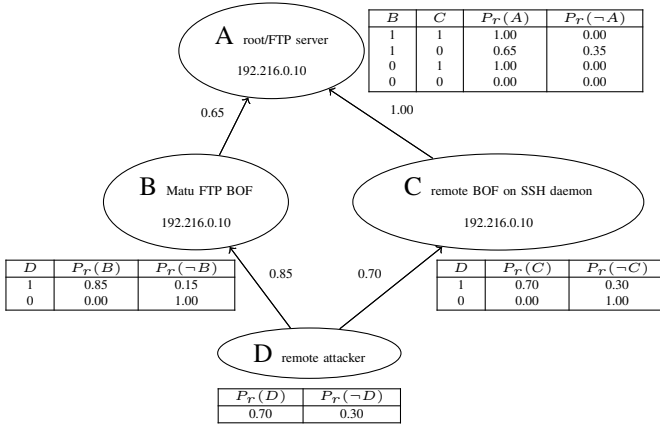 A root/FTP server
192.216.0.10
B C Pr(A) Pr(¬A)
1 1 1.00 0.00
1 0 0.65 0.35
0 1 1.00 0.00
0 0 0.00 0.00
0.65
1.00
B Matu FTP BOF
192.216.0.10
C remote BOF on SSH daemon
192.216.0.10
D Pr(B) Pr(¬B)
1 0.85 0.15
0 0.00 1.00
0.85
0.70
D Pr(C) Pr(¬C)
1 0.70 0.30
0 0.00 1.00
D remote attacker
Pr(D) Pr(¬D)
0.70 0.30